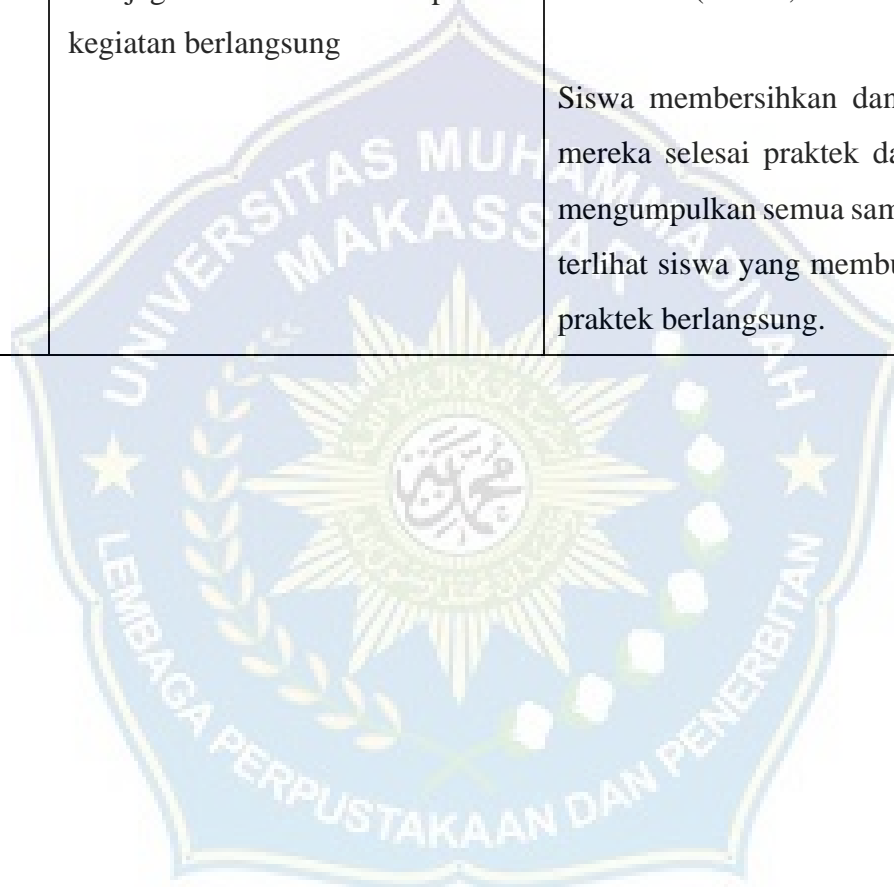 kegiatan berlangsung
Siswa membersihkan dan
mereka selesai praktek da
mengumpulkan semua sam
terlihat siswa yang membu
praktek berlangsung.
UNIVERSITAS MUHAMMADIYAH
MAKASSAR
LEMBAGA PERPUSTAKAAN DAN PENERBITAN